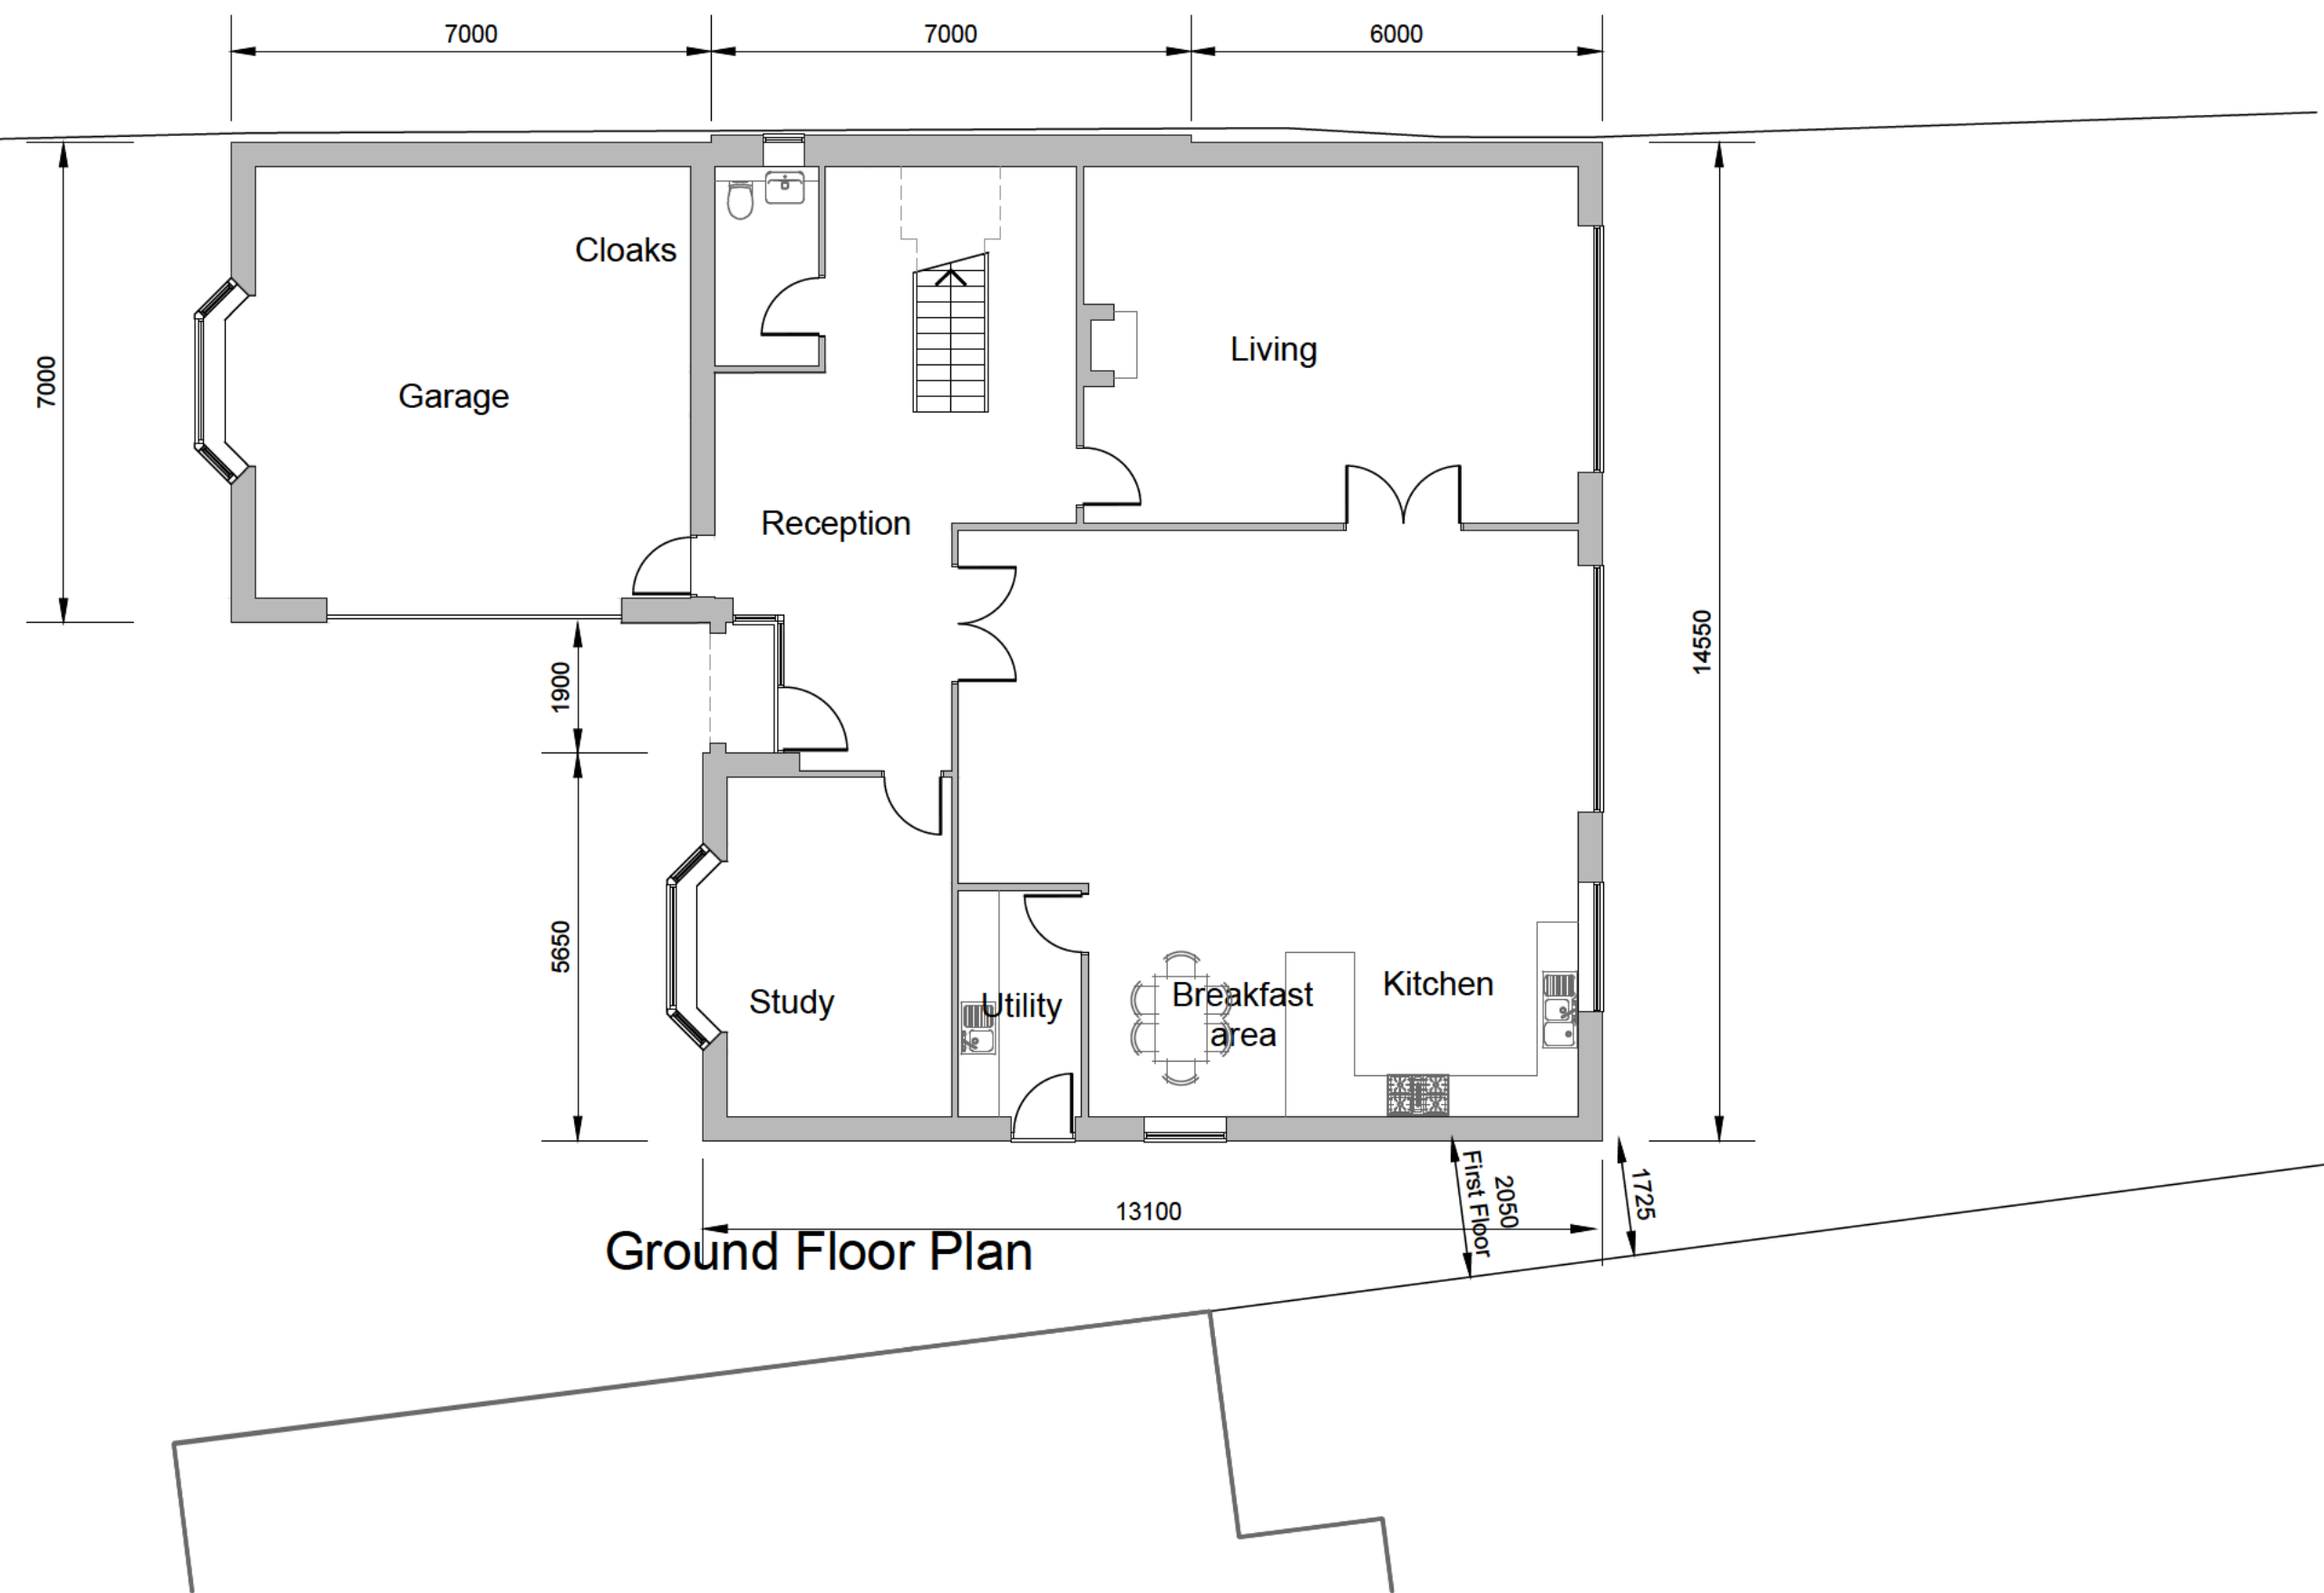 7000
7000
6000
Cloaks
Living
7000
Garage
Reception
14550
1900
5650
Study
Utility
Breakfast
area
Kitchen
2050
First Floor
1725
13100
Ground Floor Plan